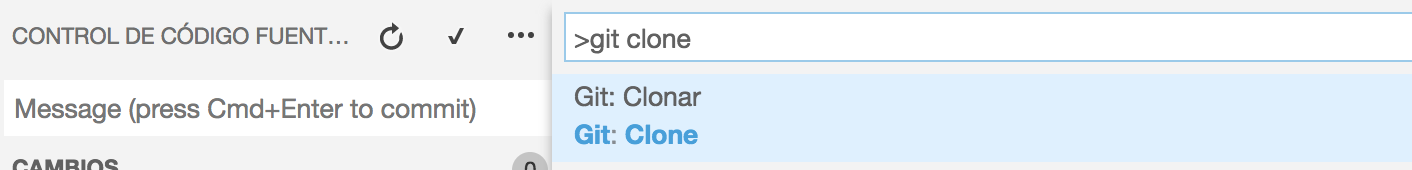 CONTROL DE CÓDIGO FUENT...
Message (press Cmd+Enter to commit)
CAMBIOS
0
>git clone
Git: Clonar
Git: Clone